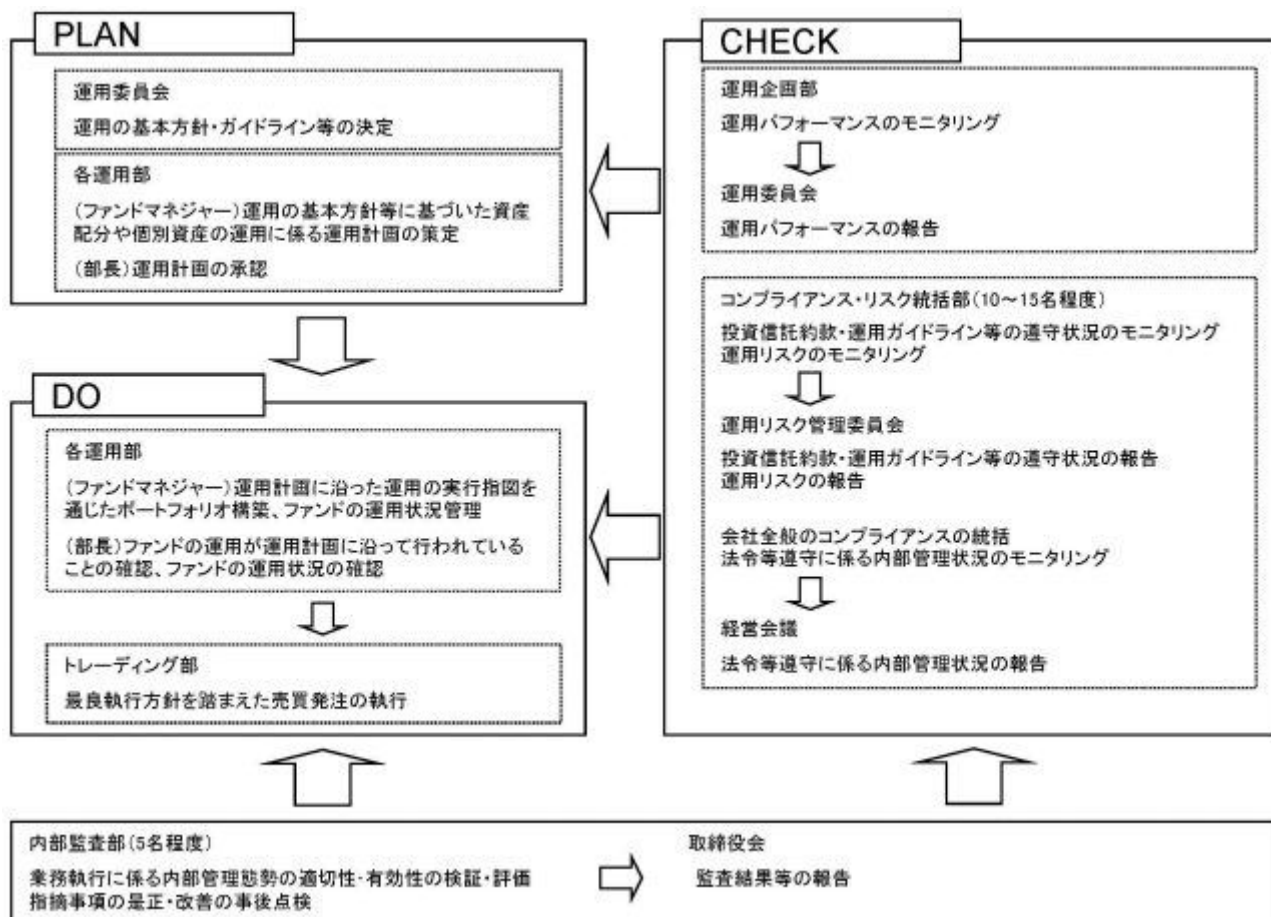 PLAN
運用委員会
運用の基本方針・ガイドライン等の決定
各運用部
(ファンドマネジャー)運用の基本方針等に基づいた資産
配分や個別資産の運用に係る運用計画の策定
(部長)運用計画の承認
DO
各運用部
(ファンドマネジャー)運用計画に沿った運用の実行指図を
通じたポートフォリオ構築、ファンドの運用状況管理
(部長)ファンドの運用が運用計画に沿って行われている
ことの確認、ファンドの運用状況の確認
トレーディング部
最良執行方針を踏まえた売買発注の執行
CHECK
運用企画部
運用パフォーマンスのモニタリング
運用委員会
運用パフォーマンスの報告
コンプライアンス・リスク統括部(10～15名程度)
投資信託約款・運用ガイドライン等の遵守状況のモニタリング
運用リスクのモニタリング
運用リスク管理委員会
投資信託約款・運用ガイドライン等の遵守状況の報告
運用リスクの報告
会社全般のコンプライアンスの統括
法令等遵守に係る内部管理状況のモニタリング
経営会議
法令等遵守に係る内部管理状況の報告
内部監査部(5名程度)
業務執行に係る内部管理態勢の適切性・有効性の検証・評価
指摘事項の是正・改善の事後点検
取締役会
監査結果等の報告